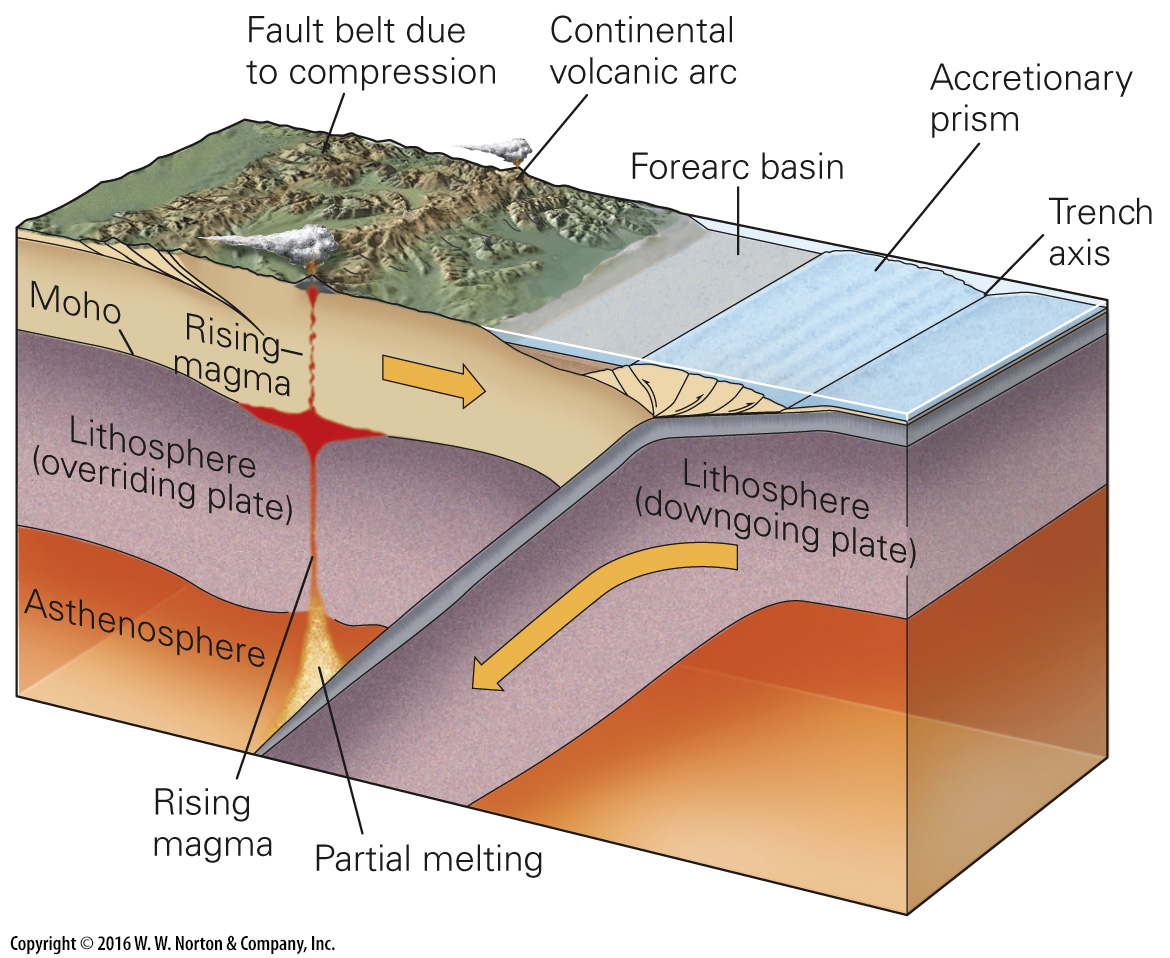 Fault belt due
to compression
Continental
volcanic arc
Accretionary
prism
Forearc basin
Trench
axis
Moho
Rising
magma
Lithosphere
(overriding plate)
Lithosphere
(downgoing plate)
Asthenosphere
Rising
magma
Partial melting
Copyright © 2016 W. W. Norton & Company, Inc.